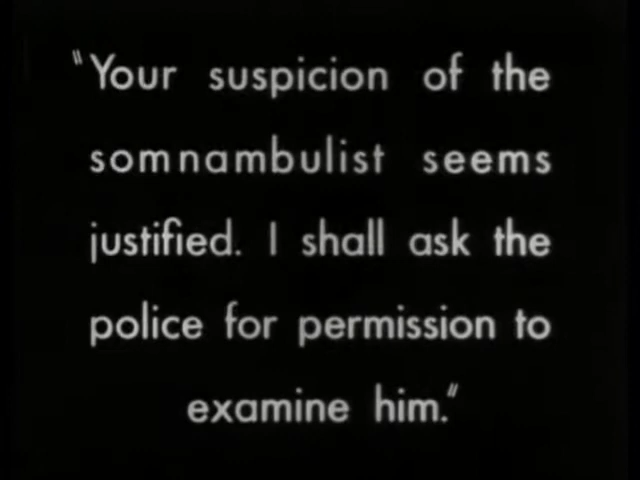 "Your suspicion of the
somnambulist seems
justified. I shall ask the
police for permission to
examine him."